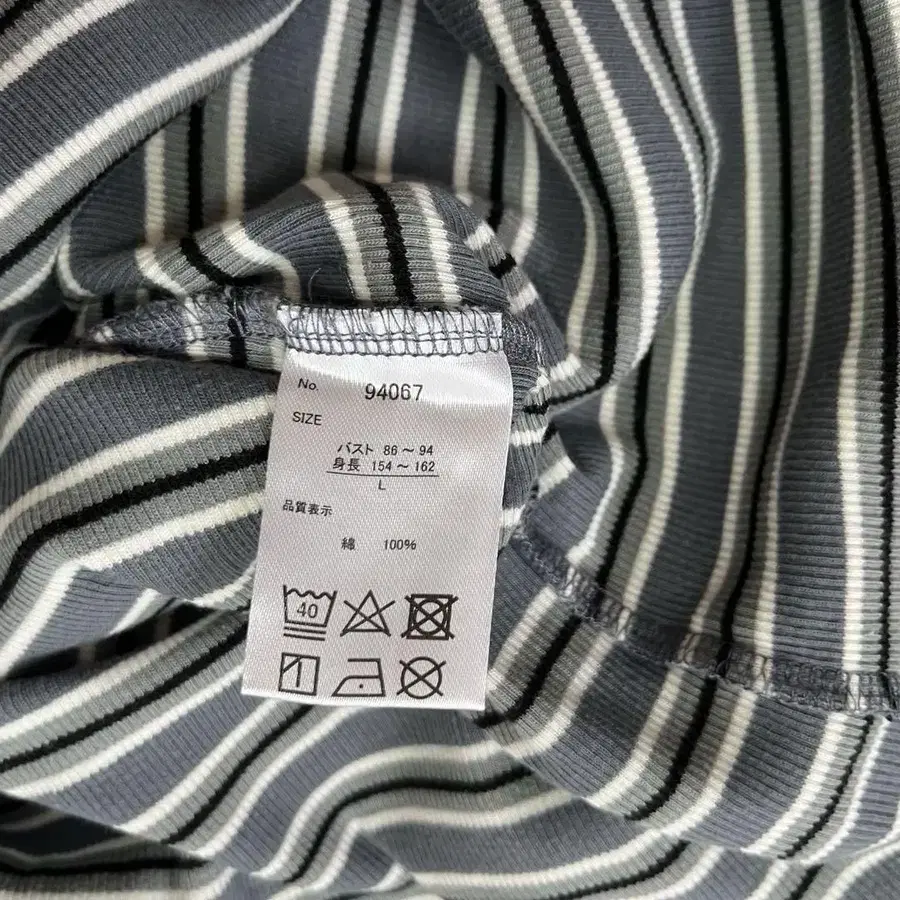 No. 94067
SIZE
バスト 86～94
身長 154～162
L
品質表示
綿 100%
40